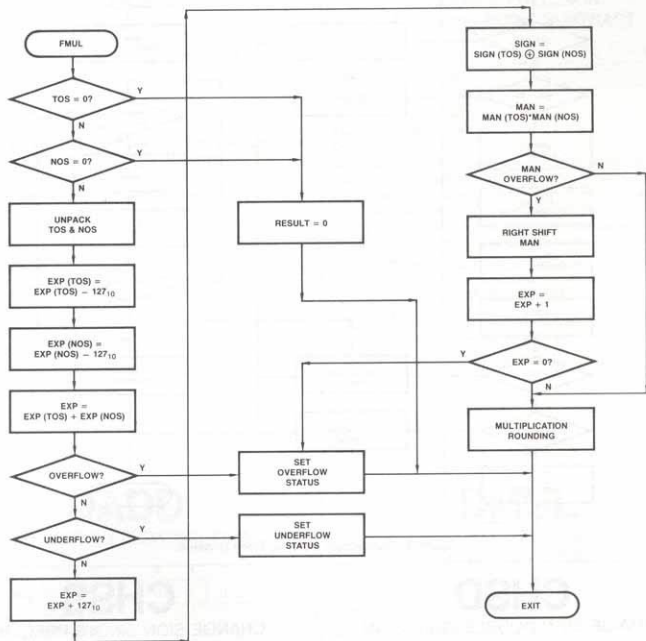 FMUL
TOS = 0?
Y
N
NOS = 0?
Y
N
UNPACK
TOS & NOS
EXP (TOS) =
EXP (TOS) − 127₁₀
EXP (NOS) =
EXP (NOS) − 127₁₀
EXP =
EXP (TOS) + EXP (NOS)
OVERFLOW?
Y
N
UNDERFLOW?
Y
N
EXP =
EXP + 127₁₀
RESULT = 0
SET
OVERFLOW
STATUS
SET
UNDERFLOW
STATUS
SIGN =
SIGN (TOS) ⊕ SIGN (NOS)
MAN =
MAN (TOS)*MAN (NOS)
MAN
OVERFLOW?
N
Y
RIGHT SHIFT
MAN
EXP =
EXP + 1
EXP = 0?
Y
N
MULTIPLICATION
ROUNDING
EXIT